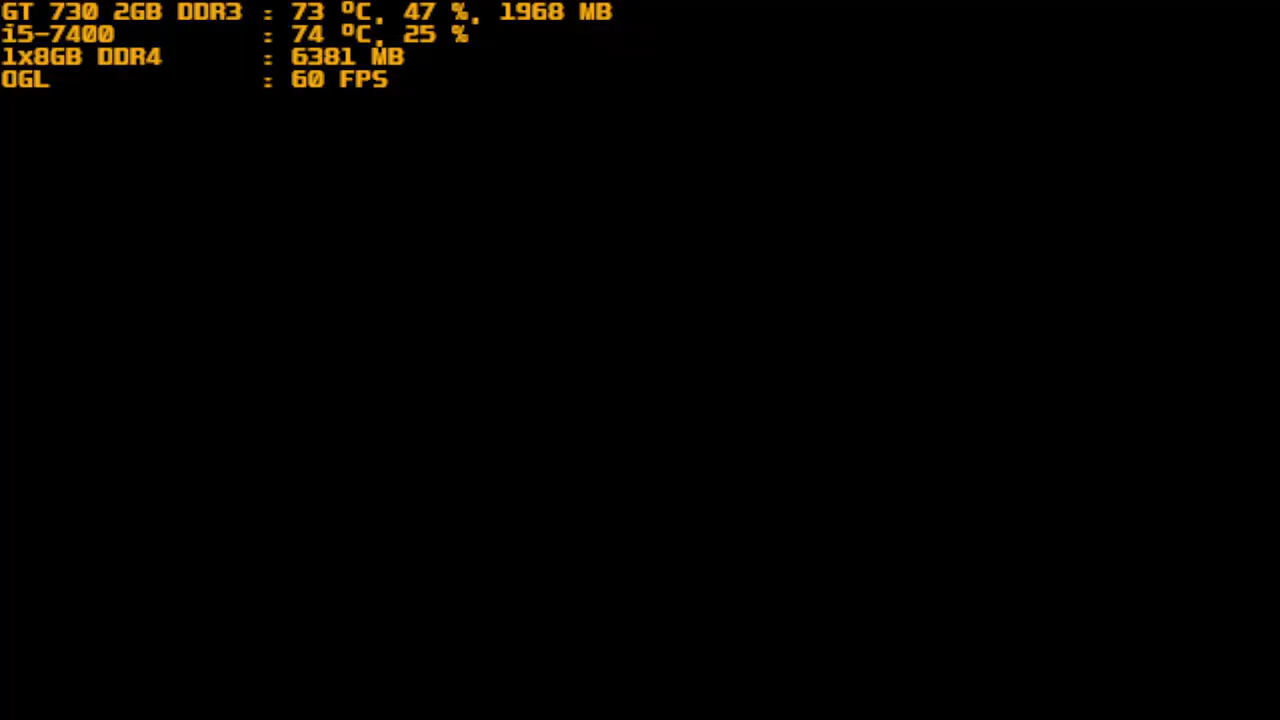 GT 730 2GB DDR3 : 73 ºC, 47 %, 1968 MB
i5-7400 : 74 ºC, 25 %
1x8GB DDR4 : 6381 MB
OGL : 60 FPS